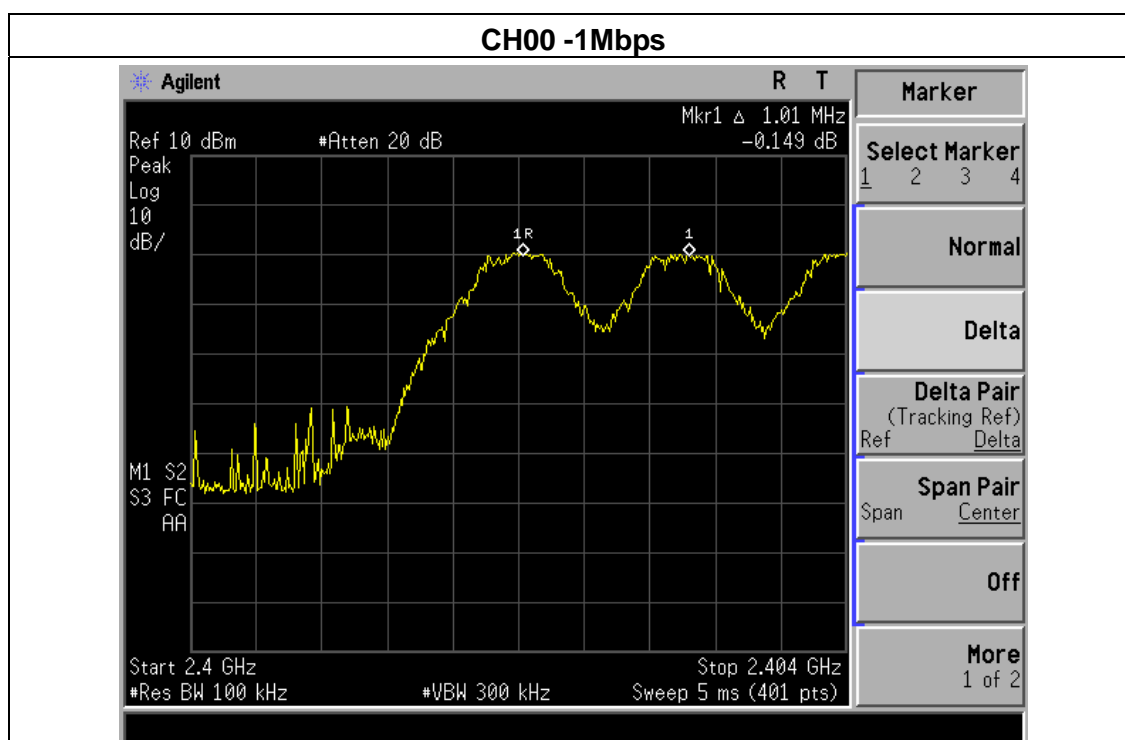 CH00 -1Mbps
Agilent R T
Mkr1 Δ 1.01 MHz
Ref 10 dBm #Atten 20 dB -0.149 dB
Peak
Log
10
dB/
1R 1
M1 S2
S3 FC
AA
Start 2.4 GHz Stop 2.404 GHz
#Res BW 100 kHz #VBW 300 kHz Sweep 5 ms (401 pts)
Marker
Select Marker
1 2 3 4
Normal
Delta
Delta Pair
(Tracking Ref)
Ref Delta
Span Pair
Span Center
Off
More
1 of 2